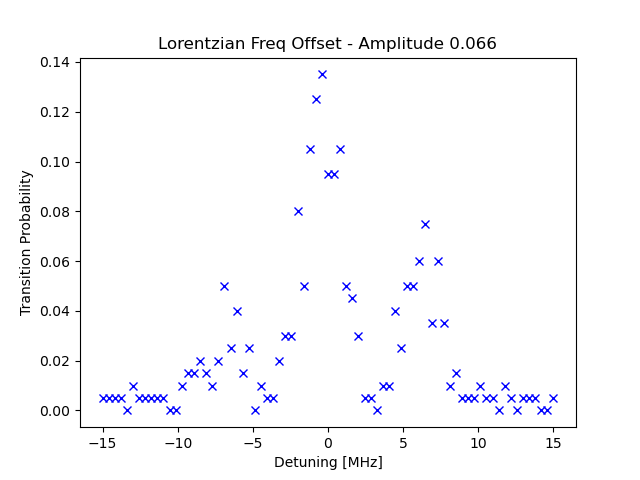 Lorentzian Freq Offset - Amplitude 0.066
0.14
0.12
0.10
0.08
0.06
0.04
0.02
0.00
Transition Probability
−15 −10 −5 0 5 10 15
Detuning [MHz]